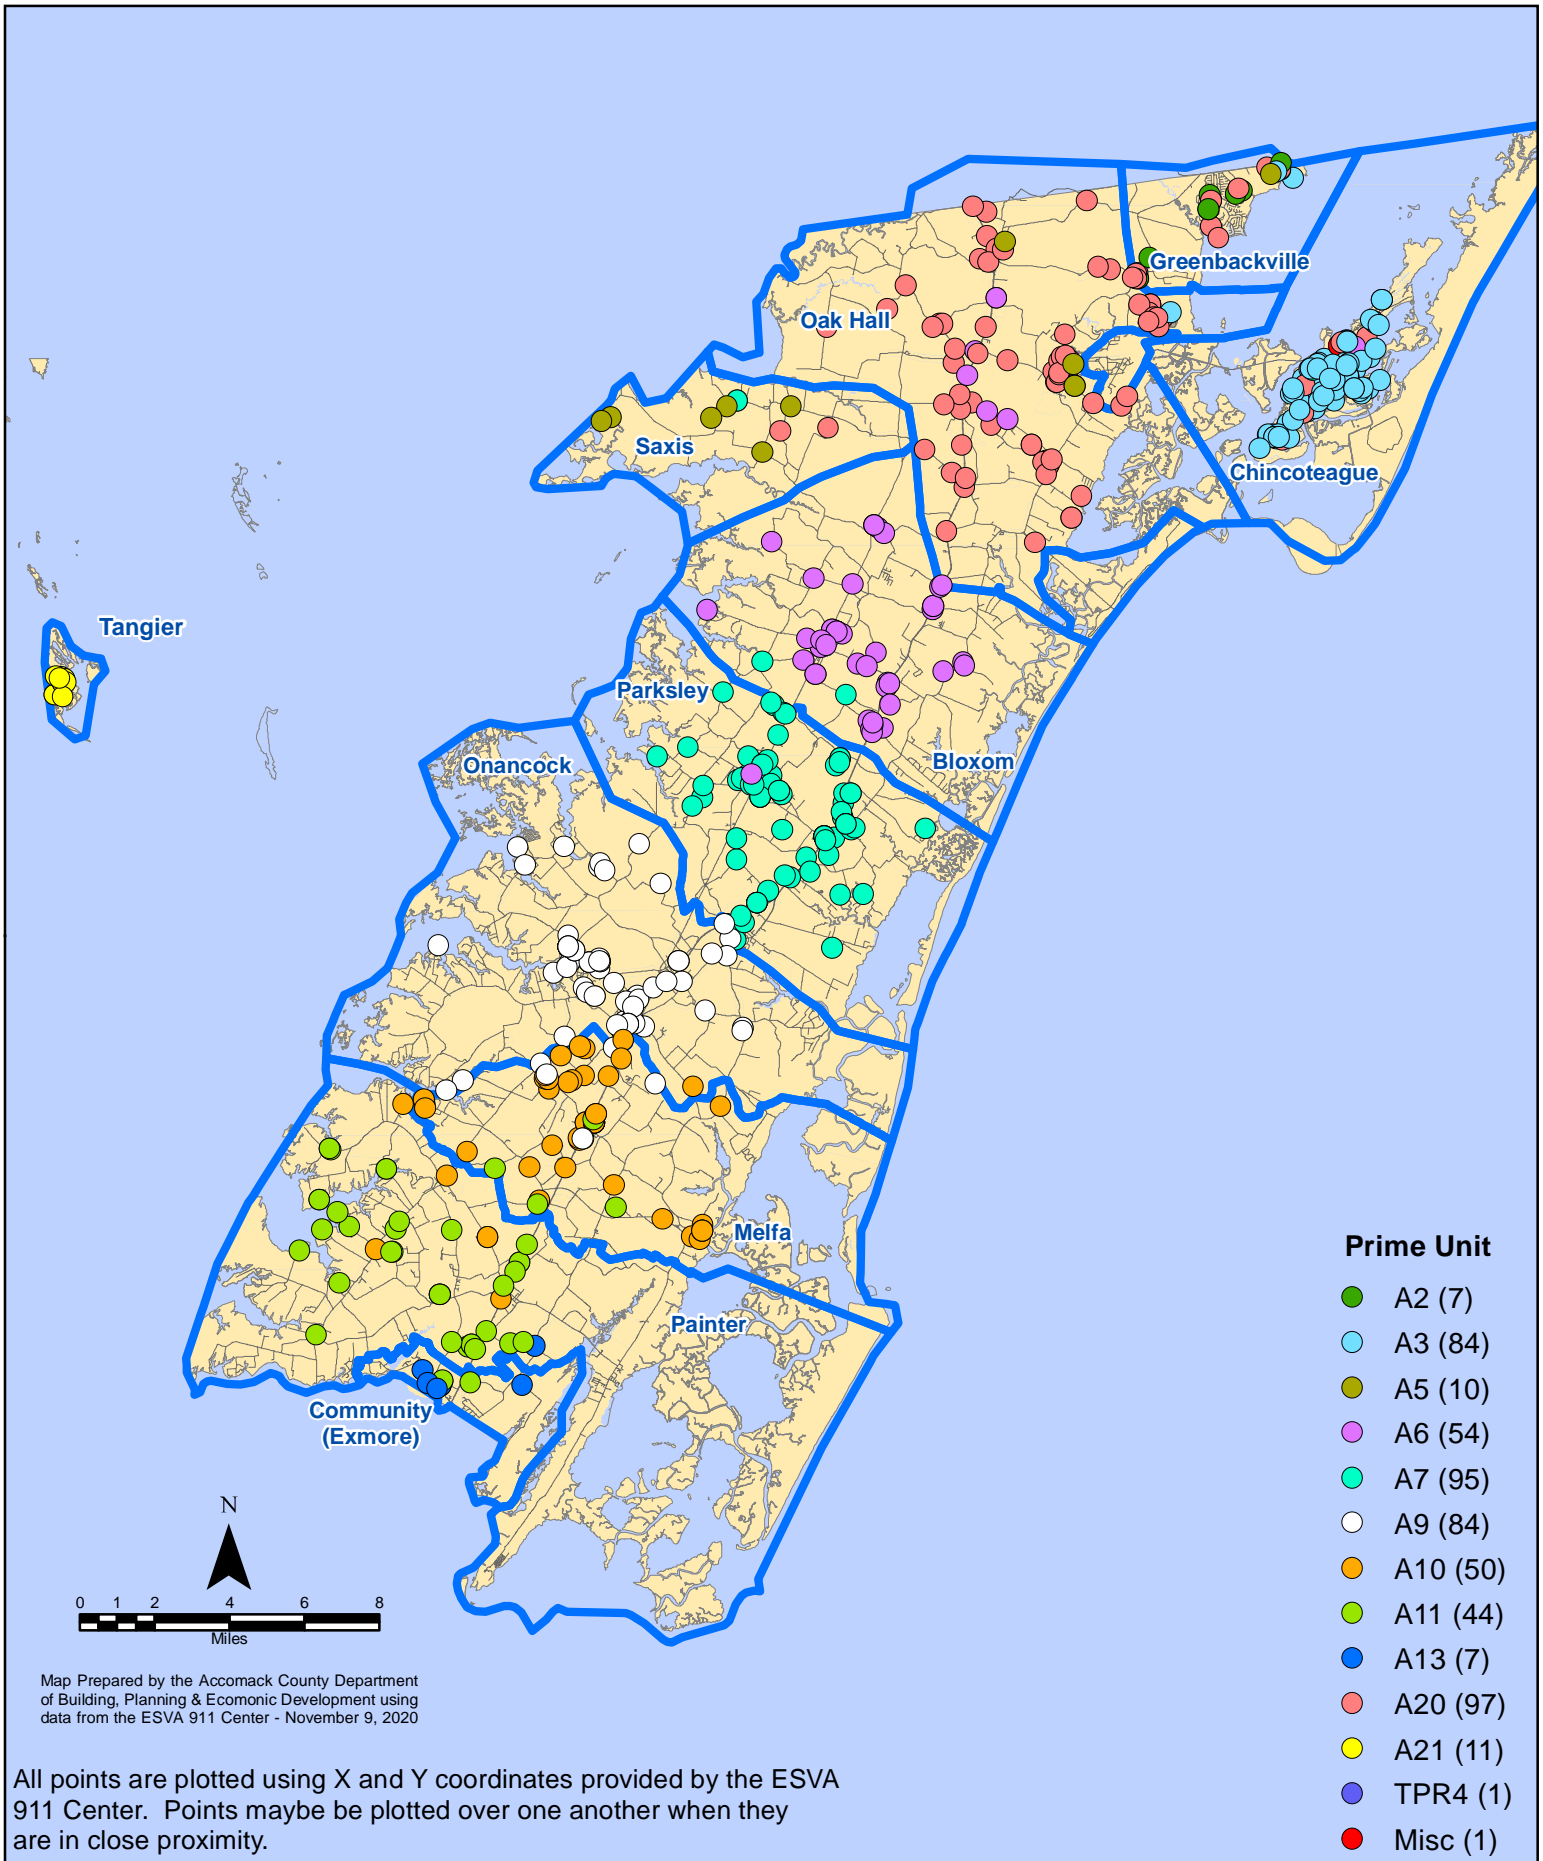 Greenbackville
Oak Hall
Saxis
Chincoteague
Tangier
Parksley
Onancock
Bloxom
Melfa
Painter
Community
(Exmore)
Prime Unit
A2 (7)
A3 (84)
A5 (10)
A6 (54)
A7 (95)
A9 (84)
A10 (50)
A11 (44)
A13 (7)
A20 (97)
A21 (11)
TPR4 (1)
Misc (1)
N
0 1 2 4 6 8
Miles
Map Prepared by the Accomack County Department
of Building, Planning & Ecomonic Development using
data from the ESVA 911 Center - November 9, 2020
All points are plotted using X and Y coordinates provided by the ESVA
911 Center. Points maybe be plotted over one another when they
are in close proximity.